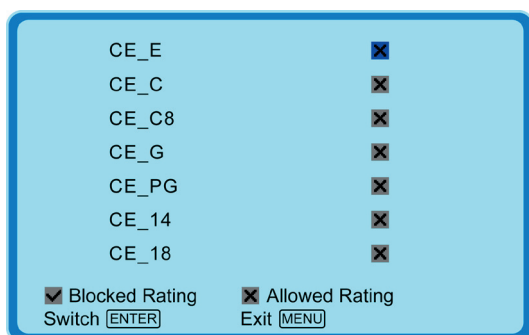 CE_E
CE_C
CE_C8
CE_G
CE_PG
CE_14
CE_18
Blocked Rating Allowed Rating
Switch ENTER Exit MENU